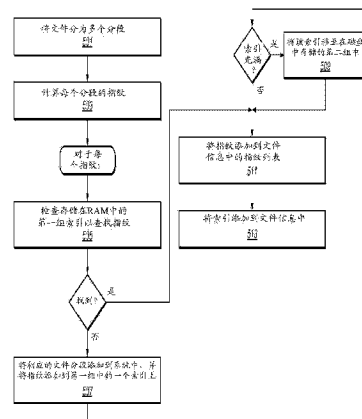 将文件分为多个分段
501
计算每个分段的指纹
503
对于每
个指纹:
检查存储在RAM中的
第一组索引以查找指纹
505
找到?
是
否
将相应的文件分段添加到系统中,并
将指纹添加到第一组中的一个索引上
507
索引
充满
?
是
否
将该索引移至在磁盘
中存储的第二组中
509
将指纹添加到文件
信息中的指纹列表
511
将索引添加到文件信息中
513